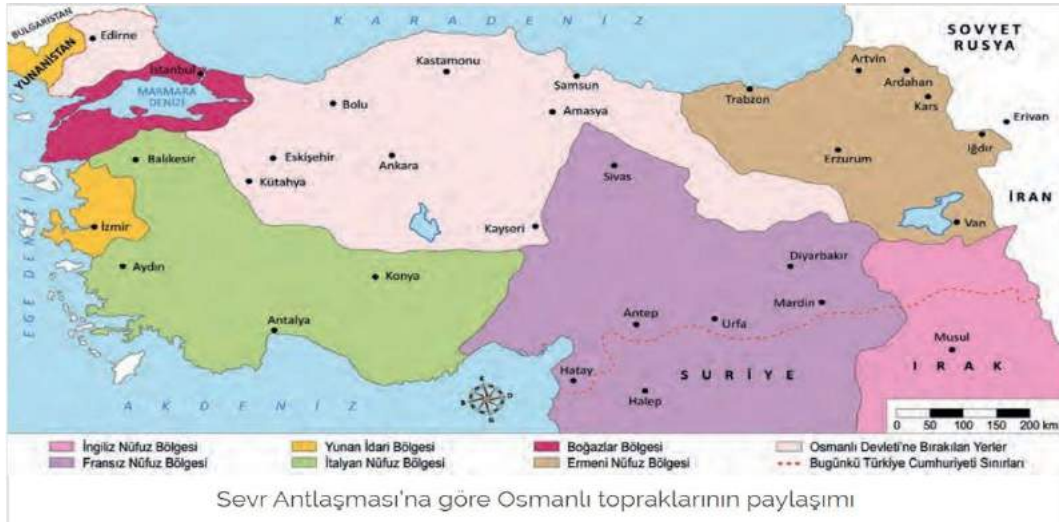 K A R A D E N İ Z
BULGARİSTAN
YUNANİSTAN
Edirne
İstanbul
MARMARA
DENİZİ
SOVYET
RUSYA
Kastamonu
Samsun
Bolu
Amasya
Trabzon
Artvin
Ardahan
Kars
Erivan
Iğdır
Erzurum
Balıkesir
Eskişehir
Ankara
Kütahya
Sivas
İRAN
Van
İzmir
Kayseri
Aydın
Konya
Diyarbakır
Mardin
Antep
Urfa
Antalya
Musul
Hatay
Halep
S U R İ Y E
I R A K
E G E D E N İ Z İ
A K D E N İ Z
0 50 100 150 200 km
İngiliz Nüfuz Bölgesi
Yunan İdari Bölgesi
Boğazlar Bölgesi
Osmanlı Devleti'ne Bırakılan Yerler
Fransız Nüfuz Bölgesi
İtalyan Nüfuz Bölgesi
Ermeni Nüfuz Bölgesi
Bugünkü Türkiye Cumhuriyeti Sınırları
Sevr Antlaşması'na göre Osmanlı topraklarının paylaşımı